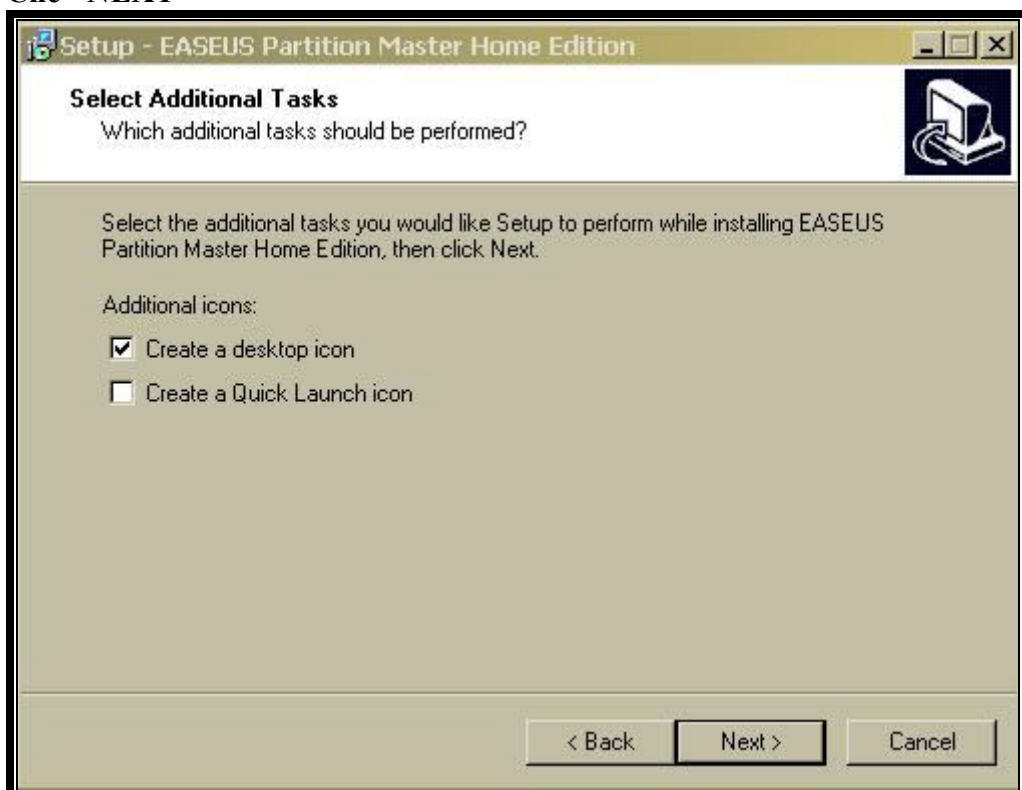 Setup - EASEUS Partition Master Home Edition
Select Additional Tasks
Which additional tasks should be performed?
Select the additional tasks you would like Setup to perform while installing EASEUS
Partition Master Home Edition, then click Next.
Additional icons:
Create a desktop icon
Create a Quick Launch icon
< Back
Next >
Cancel